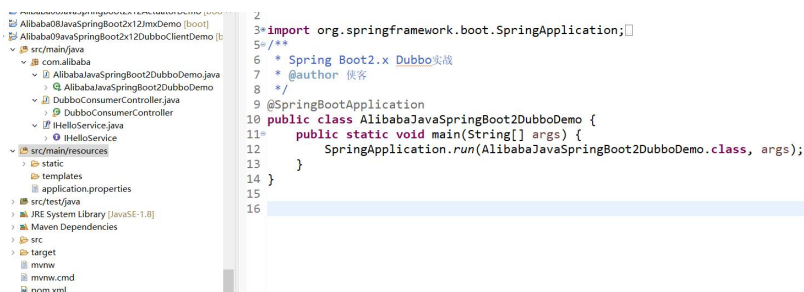 Alibaba08JavaSpringBoot2x12JmxDemo [boot]
Alibaba09avaSpringBoot2x12DubboClientDemo [b
src/main/java
com.alibaba
AlibabaJavaSpringBoot2DubboDemo.java
AlibabaJavaSpringBoot2DubboDemo
DubboConsumerController.java
DubboConsumerController
IHelloService.java
IHelloService
src/main/resources
static
templates
application.properties
src/test/java
JRE System Library [JavaSE-1.8]
Maven Dependencies
src
target
mvnw
mvnw.cmd
pom.xml
2
3 import org.springframework.boot.SpringApplication;
5 /**
6 * Spring Boot2.x Dubbo实战
7 * @author 侠客
8 */
9 @SpringBootApplication
10 public class AlibabaJavaSpringBoot2DubboDemo {
11 public static void main(String[] args) {
12 SpringApplication.run(AlibabaJavaSpringBoot2DubboDemo.class, args);
13 }
14 }
15
16